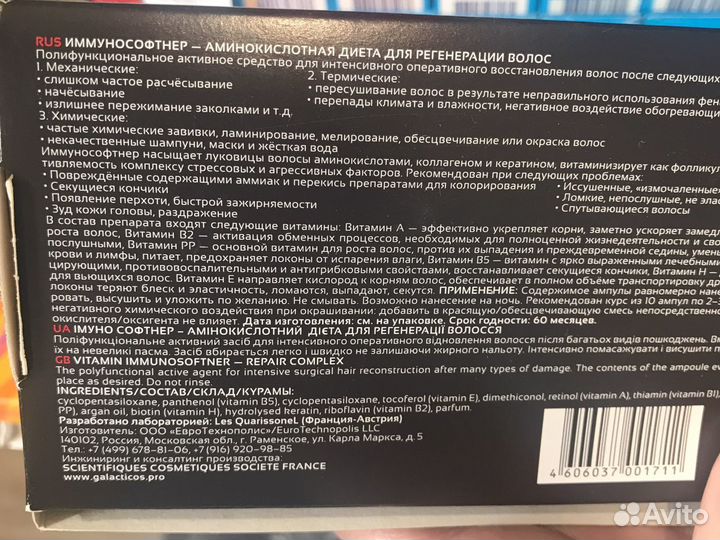 RUS ИММУНОСОФТНЕР – АМИНОКИСЛОТНАЯ ДИЕТА ДЛЯ РЕГЕНЕРАЦИИ ВОЛОС
Полифункциональное активное средство для интенсивного оперативного восстановления волос после следующих
1. Механические:
• слишком частое расчёсывание
• начёсывание
• излишнее пережимание заколками и т.д.
2. Термические:
• пересушивание волос в результате неправильного использования фен
• перепады климата и влажности, негативное воздействие обогревающи
3. Химические:
• частые химические завивки, ламинирование, мелирование, обесцвечивание или окраска волос
• некачественные шампуни, маски и жёсткая вода
Иммуносоftнер насыщает луковицы волосы аминокислотами, коллагеном и кератином, витаминизирует как фолликул
тивляемость комплексу стрессовых и агрессивных факторов. Рекомендован при следующих проблемах:
• Повреждённые содержащими аммиак и перекись препаратами для колорирования
• Секущиеся кончики
• Появление перхоти, быстрой зажиряемости
• Зуд кожи головы, раздражение
• Иссушенные, «измочаленные»
• Ломкие, непослушные, не элас
• Спутывающиеся волосы
В состав препарата входят следующие витамины: Витамин А – эффективно укрепляет корни, заметно ускоряет замедл
роста волос, Витамин B2 – активация обменных процессов, необходимых для полноценной жизнедеятельности и сво
послушными, Витамин PP – основной витамин для роста волос, против их выпадения и преждевременной седины, умен
крови и лимфы, питает, предохраняет локоны от испарения влаги, Витамин B5 – витамин с ярко выраженными лечебными
цирующими, противовоспалительными и антигрибковыми свойствами, восстанавливает секущиеся кончики, Витамин H –
для вьющихся волос. Витамин E направляет кислород к корням волос, обеспечивает в полном объёме транспортировку др
локоны теряют блеск и эластичность, становятся ломкими, выпадают, секутся. ПРИМЕНЕНИЕ: Содержимое ампулы равномерно нане
ровать, высушить и уложить по желанию. Не смывать. Возможно нанесение на ночь. Рекомендован курс из 10 ампул по 2–3
негативного химического воздействия при окрашивании: добавить в красящую/обесцвечивающую смесь непосредственно
окислителя/оксигента не влияет. Дата изготовления: см. на упаковке. Срок годности: 60 месяцев.
UA ІМУНО СОФТНЕР – АМІНОКИСЛОТНИЙ ДІЕТА ДЛЯ РЕГЕНЕРАЦІЇ ВОЛОССЯ
Поліфункціональне активний засіб для інтенсивного оперативного відновлення волосся після багатьох видів пошкоджень. Вм
їх на невеликі пасма. Засіб вбирається легко і швидко не залишаючи жирного нальоту. Інтенсивно помасажувати і висушити п
GB VITAMIN IMMUNOSOFTNER – REPAIR COMPLEX
The polyfunctional active agent for intensive surgical hair reconstruction after many types of damage. The contents of the ampoule ev
place as desired. Do not rinse.
INGREDIENTS/СОСТАВ/СКЛАД/КУРАМЫ:
cyclopentasiloxane, panthenol (vitamin B5), cyclopentasiloxane, tocoferol (vitamin E), dimethiconol, retinol (vitamin A), thiamin (vitamin B1),
PP), argan oil, biotin (vitamin H), hydrolysed keratin, riboflavin (vitamin B2), parfum.
Разработано лабораторией: Les QuarissoneL (Франция-Австрия)
Изготовитель: ООО «ЕвроТехнополис»/EuroTechnopolis LLC
140102, Россия, Московская обл., г. Раменское, ул. Карла Маркса, д. 5
Тел.: +7 (499) 678-81-06, +7 (916) 920-98-85
Инжиниринг и консалтинг производства:
SCIENTIFIQUES COSMETIQUES SOCIETE FRANCE
www.galacticos.pro
4 606037 001711
Avito